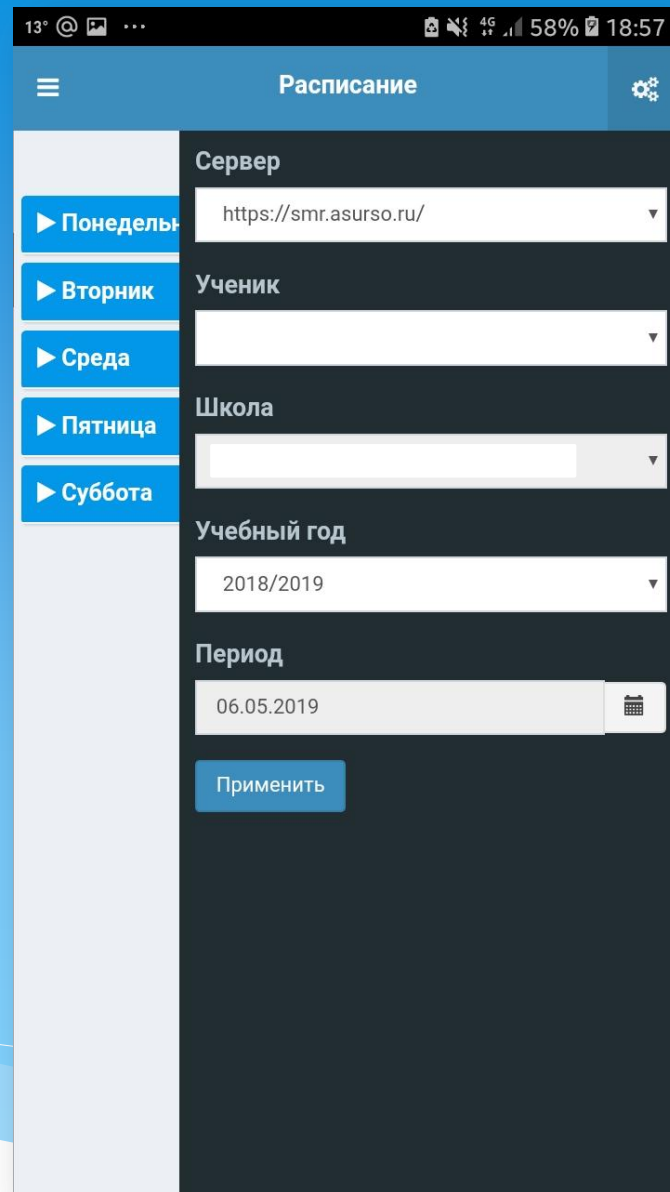 13° 58% 18:57
Расписание
Понедельн
Вторник
Среда
Пятница
Суббота
Сервер
https://smr.asurso.ru/
Ученик
Школа
Учебный год
2018/2019
Период
06.05.2019
Применить